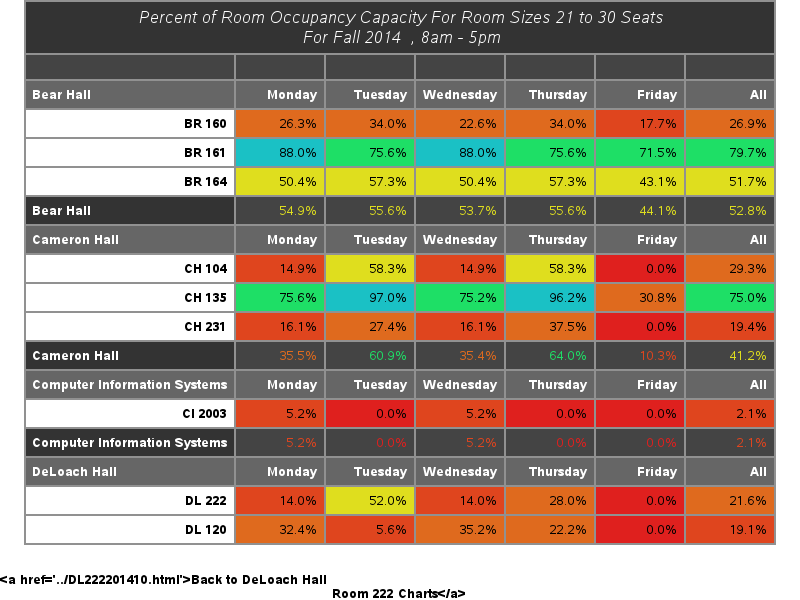 Percent of Room Occupancy Capacity For Room Sizes 21 to 30 Seats
For Fall 2014 , 8am - 5pm
Bear Hall Monday Tuesday Wednesday Thursday Friday All
BR 160 26.3% 34.0% 22.6% 34.0% 17.7% 26.9%
BR 161 88.0% 75.6% 88.0% 75.6% 71.5% 79.7%
BR 164 50.4% 57.3% 50.4% 57.3% 43.1% 51.7%
Bear Hall 54.9% 55.6% 53.7% 55.6% 44.1% 52.8%
Cameron Hall Monday Tuesday Wednesday Thursday Friday All
CH 104 14.9% 58.3% 14.9% 58.3% 0.0% 29.3%
CH 135 75.6% 97.0% 75.2% 96.2% 30.8% 75.0%
CH 231 16.1% 27.4% 16.1% 37.5% 0.0% 19.4%
Cameron Hall 35.5% 60.9% 35.4% 64.0% 10.3% 41.2%
Computer Information Systems Monday Tuesday Wednesday Thursday Friday All
CI 2003 5.2% 0.0% 5.2% 0.0% 0.0% 2.1%
Computer Information Systems 5.2% 0.0% 5.2% 0.0% 0.0% 2.1%
DeLoach Hall Monday Tuesday Wednesday Thursday Friday All
DL 222 14.0% 52.0% 14.0% 28.0% 0.0% 21.6%
DL 120 32.4% 5.6% 35.2% 22.2% 0.0% 19.1%
<a href='../DL222201410.html'>Back to DeLoach Hall
Room 222 Charts</a>